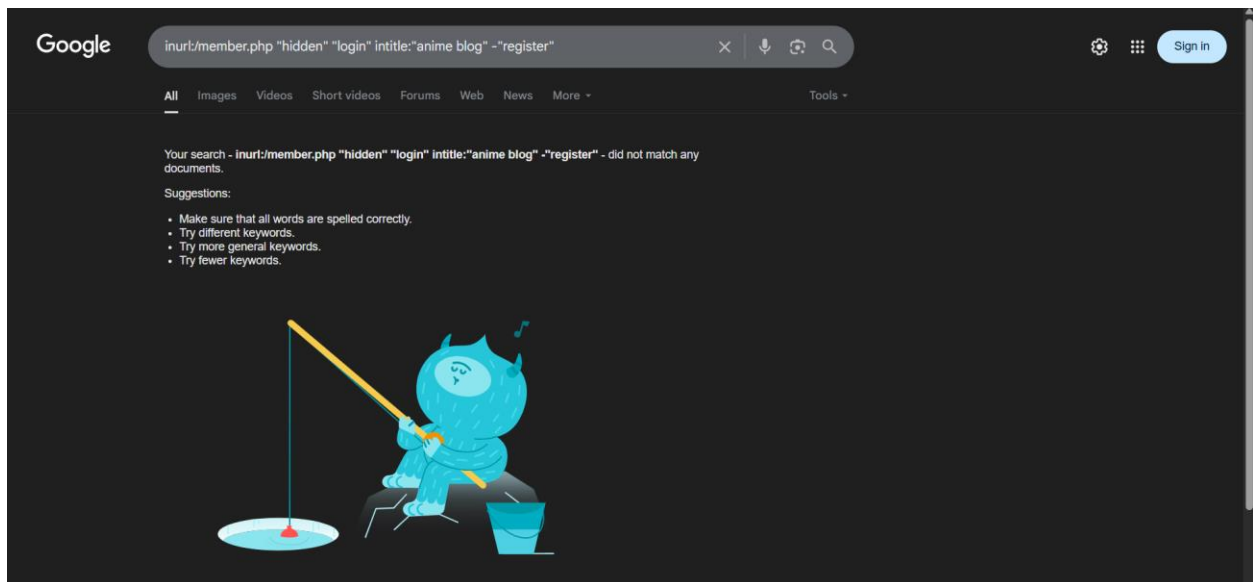 Google
inurl:/member.php "hidden" "login" intitle:"anime blog" -"register"
Sign in
All Images Videos Short videos Forums Web News More
Tools
Your search - inurl:/member.php "hidden" "login" intitle:"anime blog" -"register" - did not match any
documents.
Suggestions:
• Make sure that all words are spelled correctly.
• Try different keywords.
• Try more general keywords.
• Try fewer keywords.